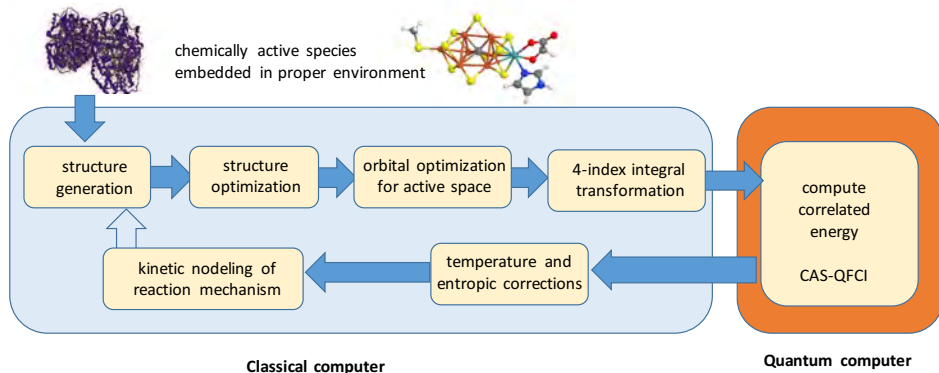 chemically active species
embedded in proper environment
structure
generation
structure
optimization
orbital optimization
for active space
4-index integral
transformation
compute
correlated
energy
CAS-QFCI
kinetic nodeling of
reaction mechanism
temperature and
entropic corrections
Classical computer
Quantum computer